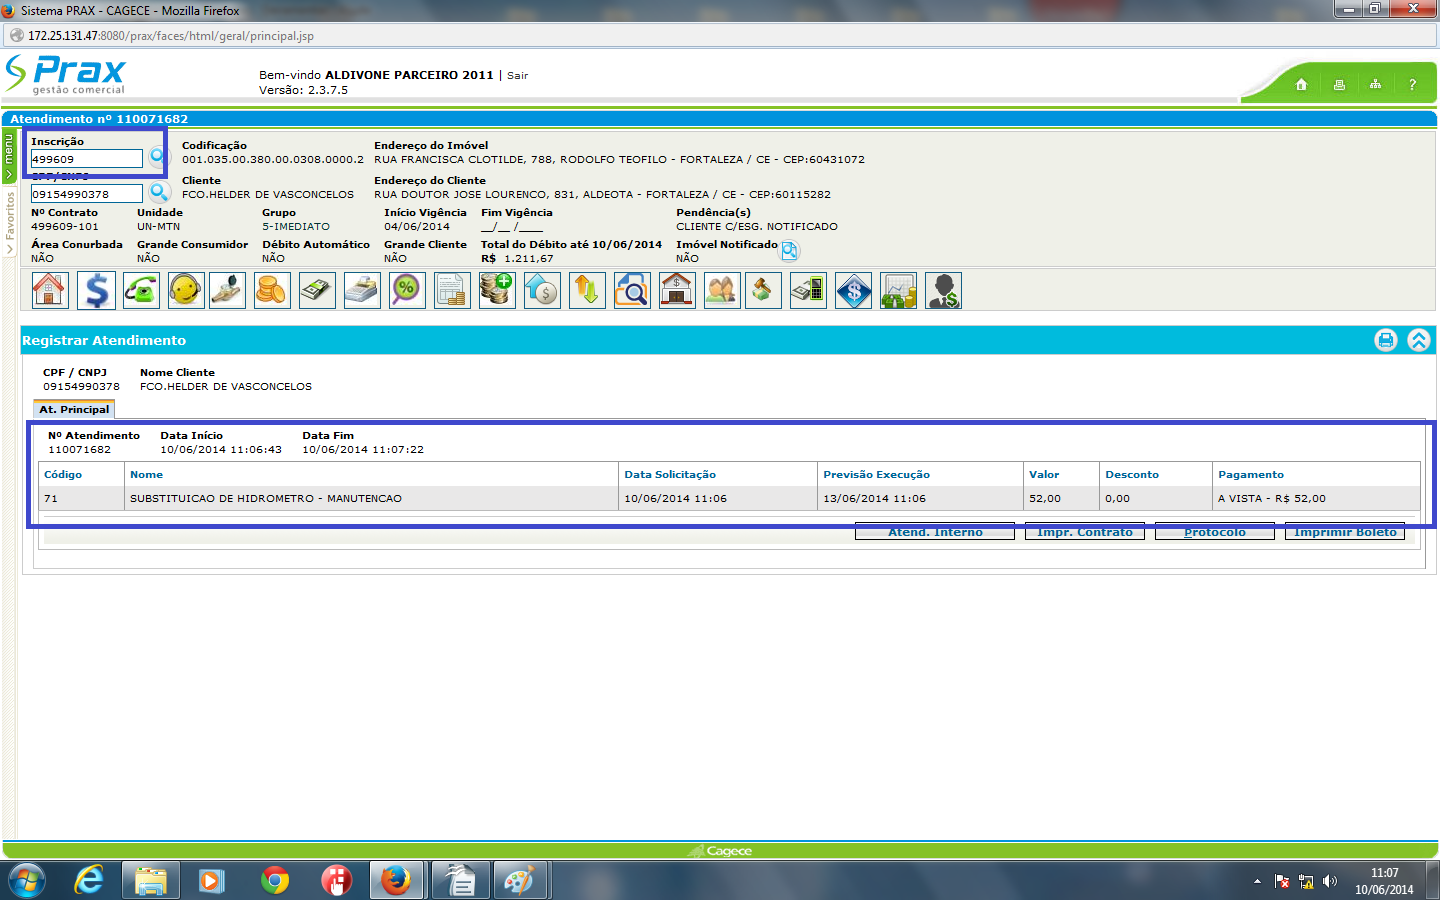 Sistema PRAX - CAGECE - Mozilla Firefox
172.25.131.47:8080/prax/faces/html/geral/principal.jsp
Prax
gestão comercial
Bem-vindo ALDIVONE PARCEIRO 2011 | Sair
Versão: 2.3.7.5
?
Atendimento nº 110071682
menu
Favoritos
Inscrição
499609
Codificação
001.035.00.380.00.0308.0000.2
Endereço do Imóvel
RUA FRANCISCA CLOTILDE, 788, RODOLFO TEOFILO - FORTALEZA / CE - CEP:60431072
CPF/CNPJ
09154990378
Cliente
FCO.HELDER DE VASCONCELOS
Endereço do Cliente
RUA DOUTOR JOSE LOURENCO, 831, ALDEOTA - FORTALEZA / CE - CEP:60115282
Nº Contrato Unidade Grupo Início Vigência Fim Vigência Pendência(s)
499609-101 UN-MTN 5-IMEDIATO 04/06/2014 __/__ /____ CLIENTE C/ESG. NOTIFICADO
Área Conurbada Grande Consumidor Débito Automático Grande Cliente Total do Débito até 10/06/2014 Imóvel Notificado
NÃO NÃO NÃO NÃO R$ 1.211,67 NÃO
Registrar Atendimento
CPF / CNPJ Nome Cliente
09154990378 FCO.HELDER DE VASCONCELOS
At. Principal
Nº Atendimento Data Início Data Fim
110071682 10/06/2014 11:06:43 10/06/2014 11:07:22
Código Nome Data Solicitação Previsão Execução Valor Desconto Pagamento
71 SUBSTITUICAO DE HIDROMETRO - MANUTENCAO 10/06/2014 11:06 13/06/2014 11:06 52,00 0,00 A VISTA - R$ 52,00
Atend. Interno Impr. Contrato Protocolo Imprimir Boleto
Cagece
11:07
10/06/2014